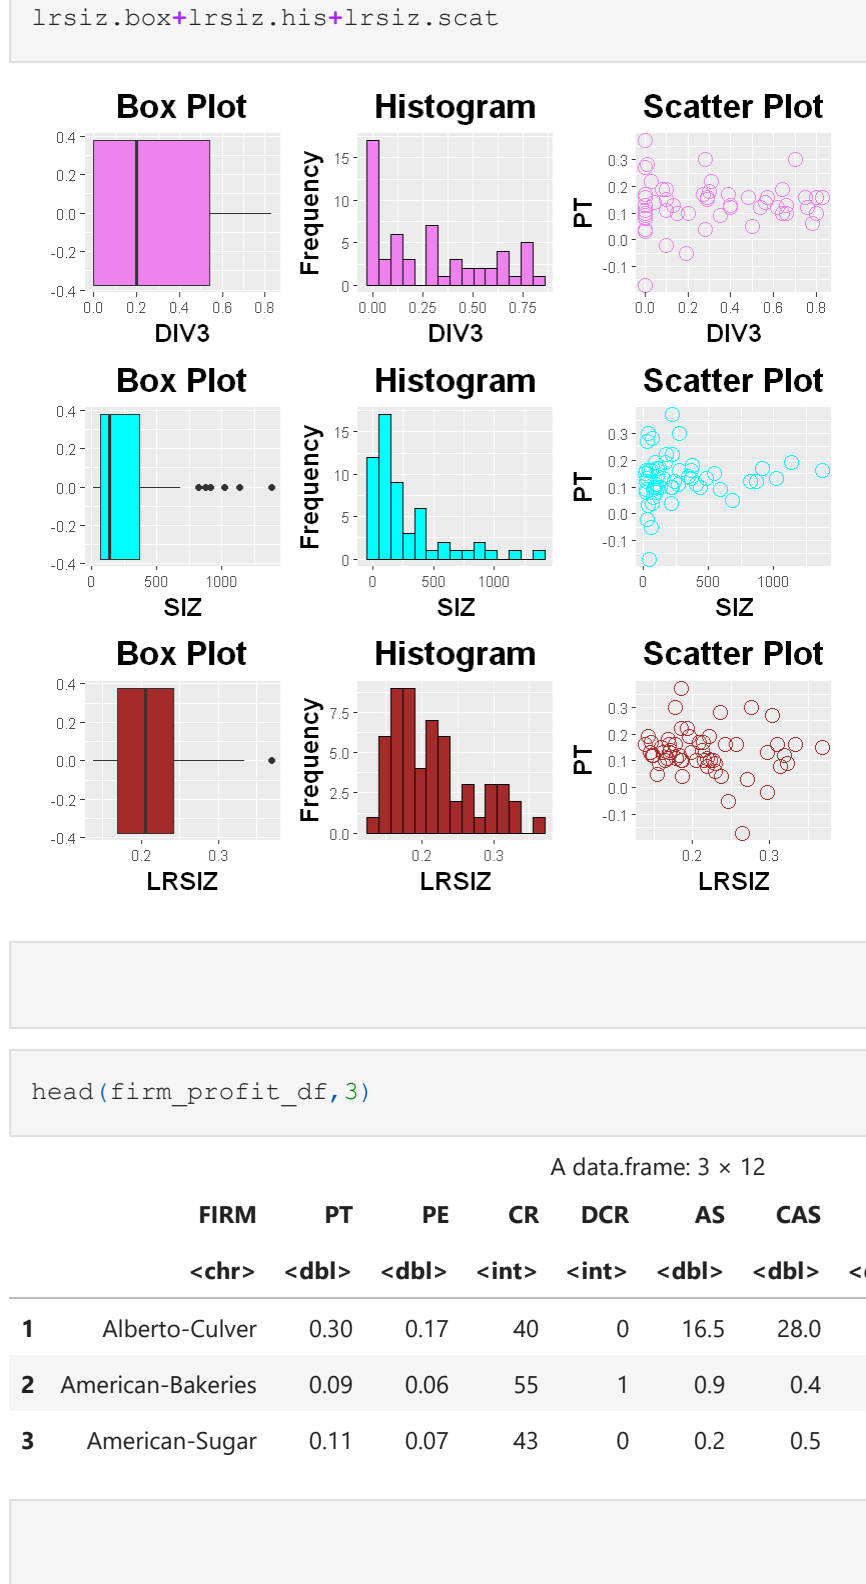 lrsiz.box+lrsiz.his+lrsiz.scat
Box Plot Histogram Scatter Plot
0.4
0.2
0.0
-0.2
-0.4
0.0 0.2 0.4 0.6 0.8
DIV3
Frequency
15
10
5
0
0.00 0.25 0.50 0.75
DIV3
PT
0.3
0.2
0.1
0.0
-0.1
0.0 0.2 0.4 0.6 0.8
DIV3
Box Plot Histogram Scatter Plot
0.4
0.2
0.0
-0.2
-0.4
0 500 1000
SIZ
Frequency
15
10
5
0
0 500 1000
SIZ
PT
0.3
0.2
0.1
0.0
-0.1
0 500 1000
SIZ
Box Plot Histogram Scatter Plot
0.4
0.2
0.0
-0.2
-0.4
0.2 0.3
LRSIZ
Frequency
7.5
5.0
2.5
0.0
0.2 0.3
LRSIZ
PT
0.3
0.2
0.1
0.0
-0.1
0.2 0.3
LRSIZ
head(firm_profit_df,3)
A data.frame: 3 × 12
FIRM PT PE CR DCR AS CAS
<chr> <dbl> <dbl> <int> <int> <dbl> <dbl>
1 Alberto-Culver 0.30 0.17 40 0 16.5 28.0
2 American-Bakeries 0.09 0.06 55 1 0.9 0.4
3 American-Sugar 0.11 0.07 43 0 0.2 0.5